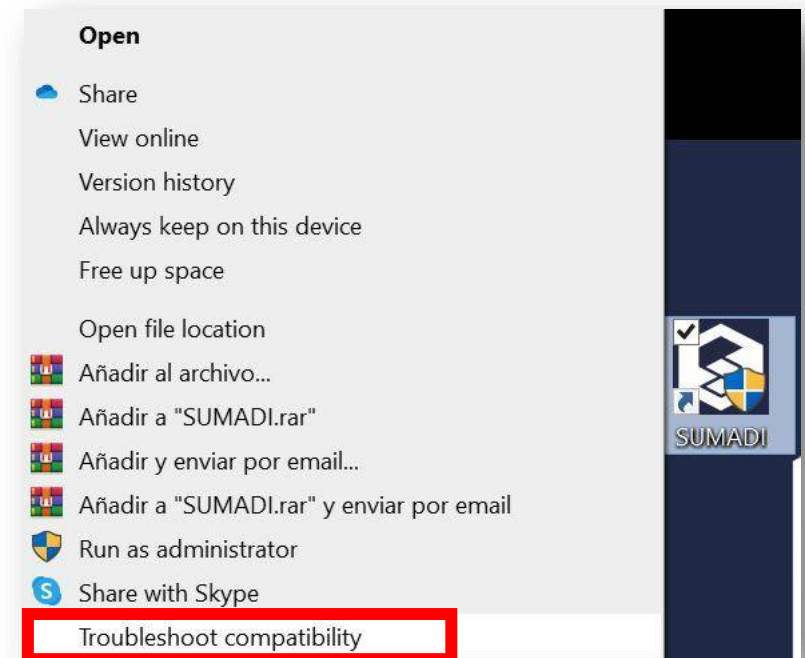 Open
Share
View online
Version history
Always keep on this device
Free up space
Open file location
Añadir al archivo...
Añadir a "SUMADI.rar"
Añadir y enviar por email...
Añadir a "SUMADI.rar" y enviar por email
Run as administrator
Share with Skype
Troubleshoot compatibility
SUMADI